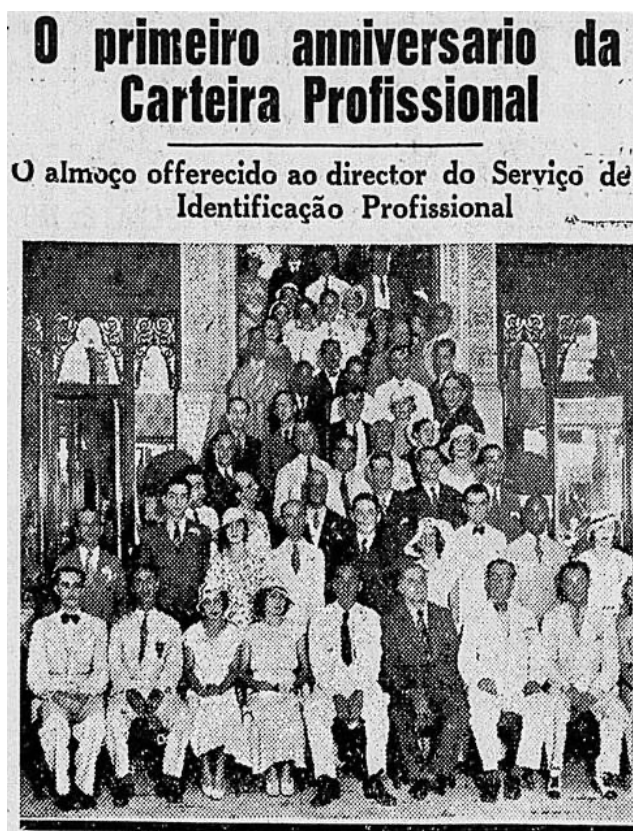 O primeiro anniversario da
Carteira Profissional
O almoço offerecido ao director do Serviço de
Identificação Profissional